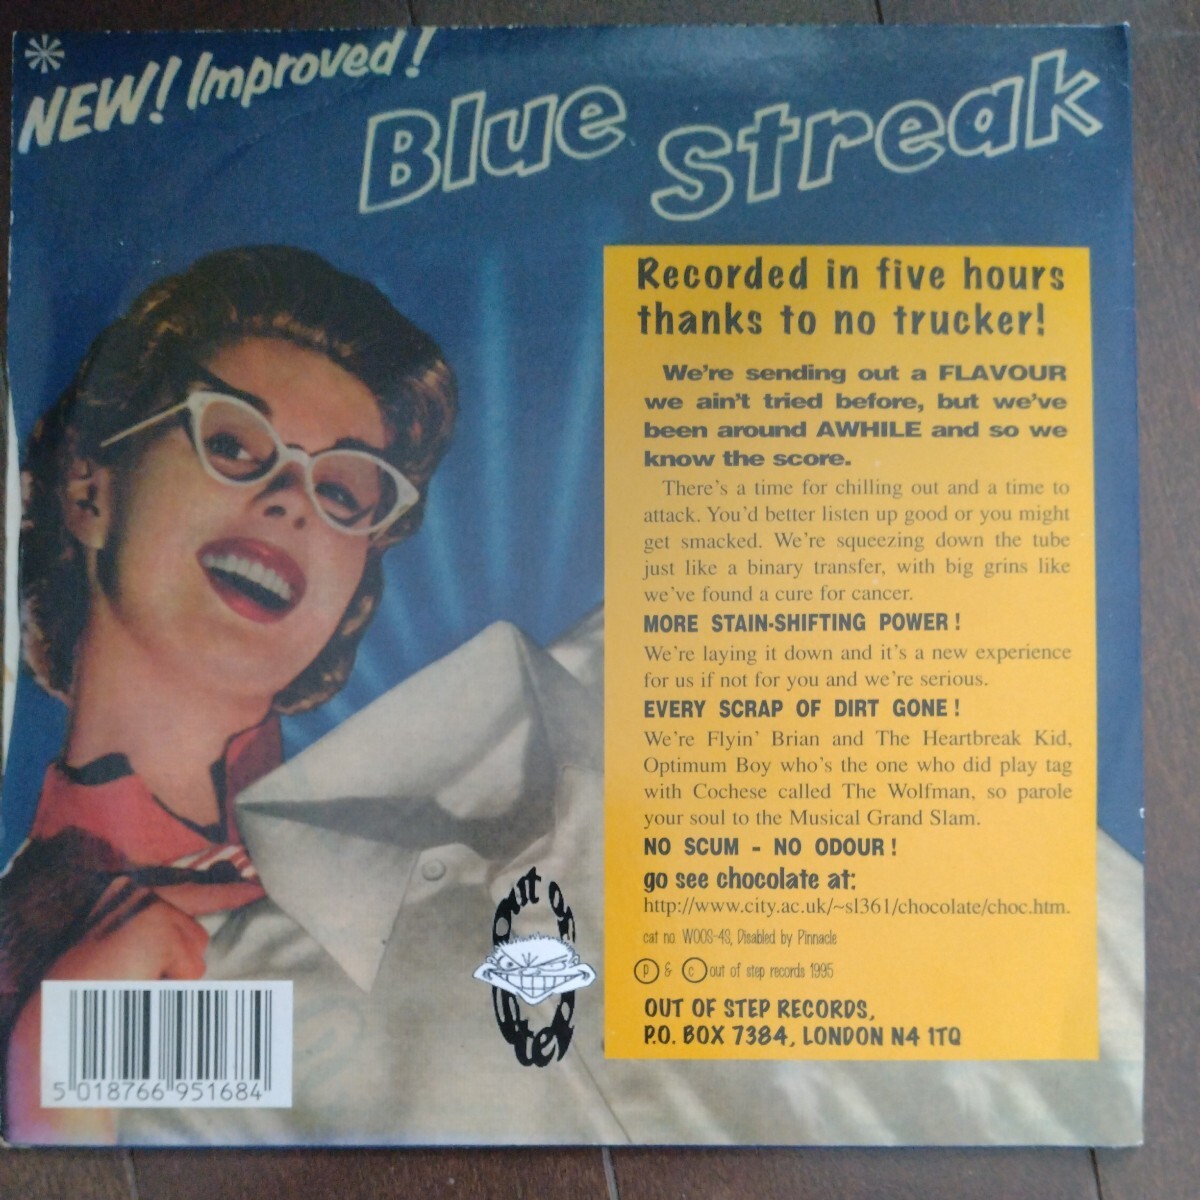 NEW! Improved!
Blue Streak
Recorded in five hours
thanks to no trucker!
We're sending out a FLAVOUR
we ain't tried before, but we've
been around AWHILE and so we
know the score.
There's a time for chilling out and a time to
attack. You'd better listen up good or you might
get smacked. We're squeezing down the tube
just like a binary transfer, with big grins like
we've found a cure for cancer.
MORE STAIN-SHIFTING POWER!
We're laying it down and it's a new experience
for us if not for you and we're serious.
EVERY SCRAP OF DIRT GONE!
We're Flyin' Brian and The Heartbreak Kid,
Optimum Boy who's the one who did play tag
with Cochese called The Wolfman, so parole
your soul to the Musical Grand Slam.
NO SCUM - NO ODOUR!
go see chocolate at:
http://www.city.ac.uk/~sl361/chocolate/choc.htm.
cat no WOOS-4S, Disabled by Pinnacle
p & c out of step records 1995
OUT OF STEP RECORDS,
P.O. BOX 7384, LONDON N4 1TQ
out of
step
5 018766 951684